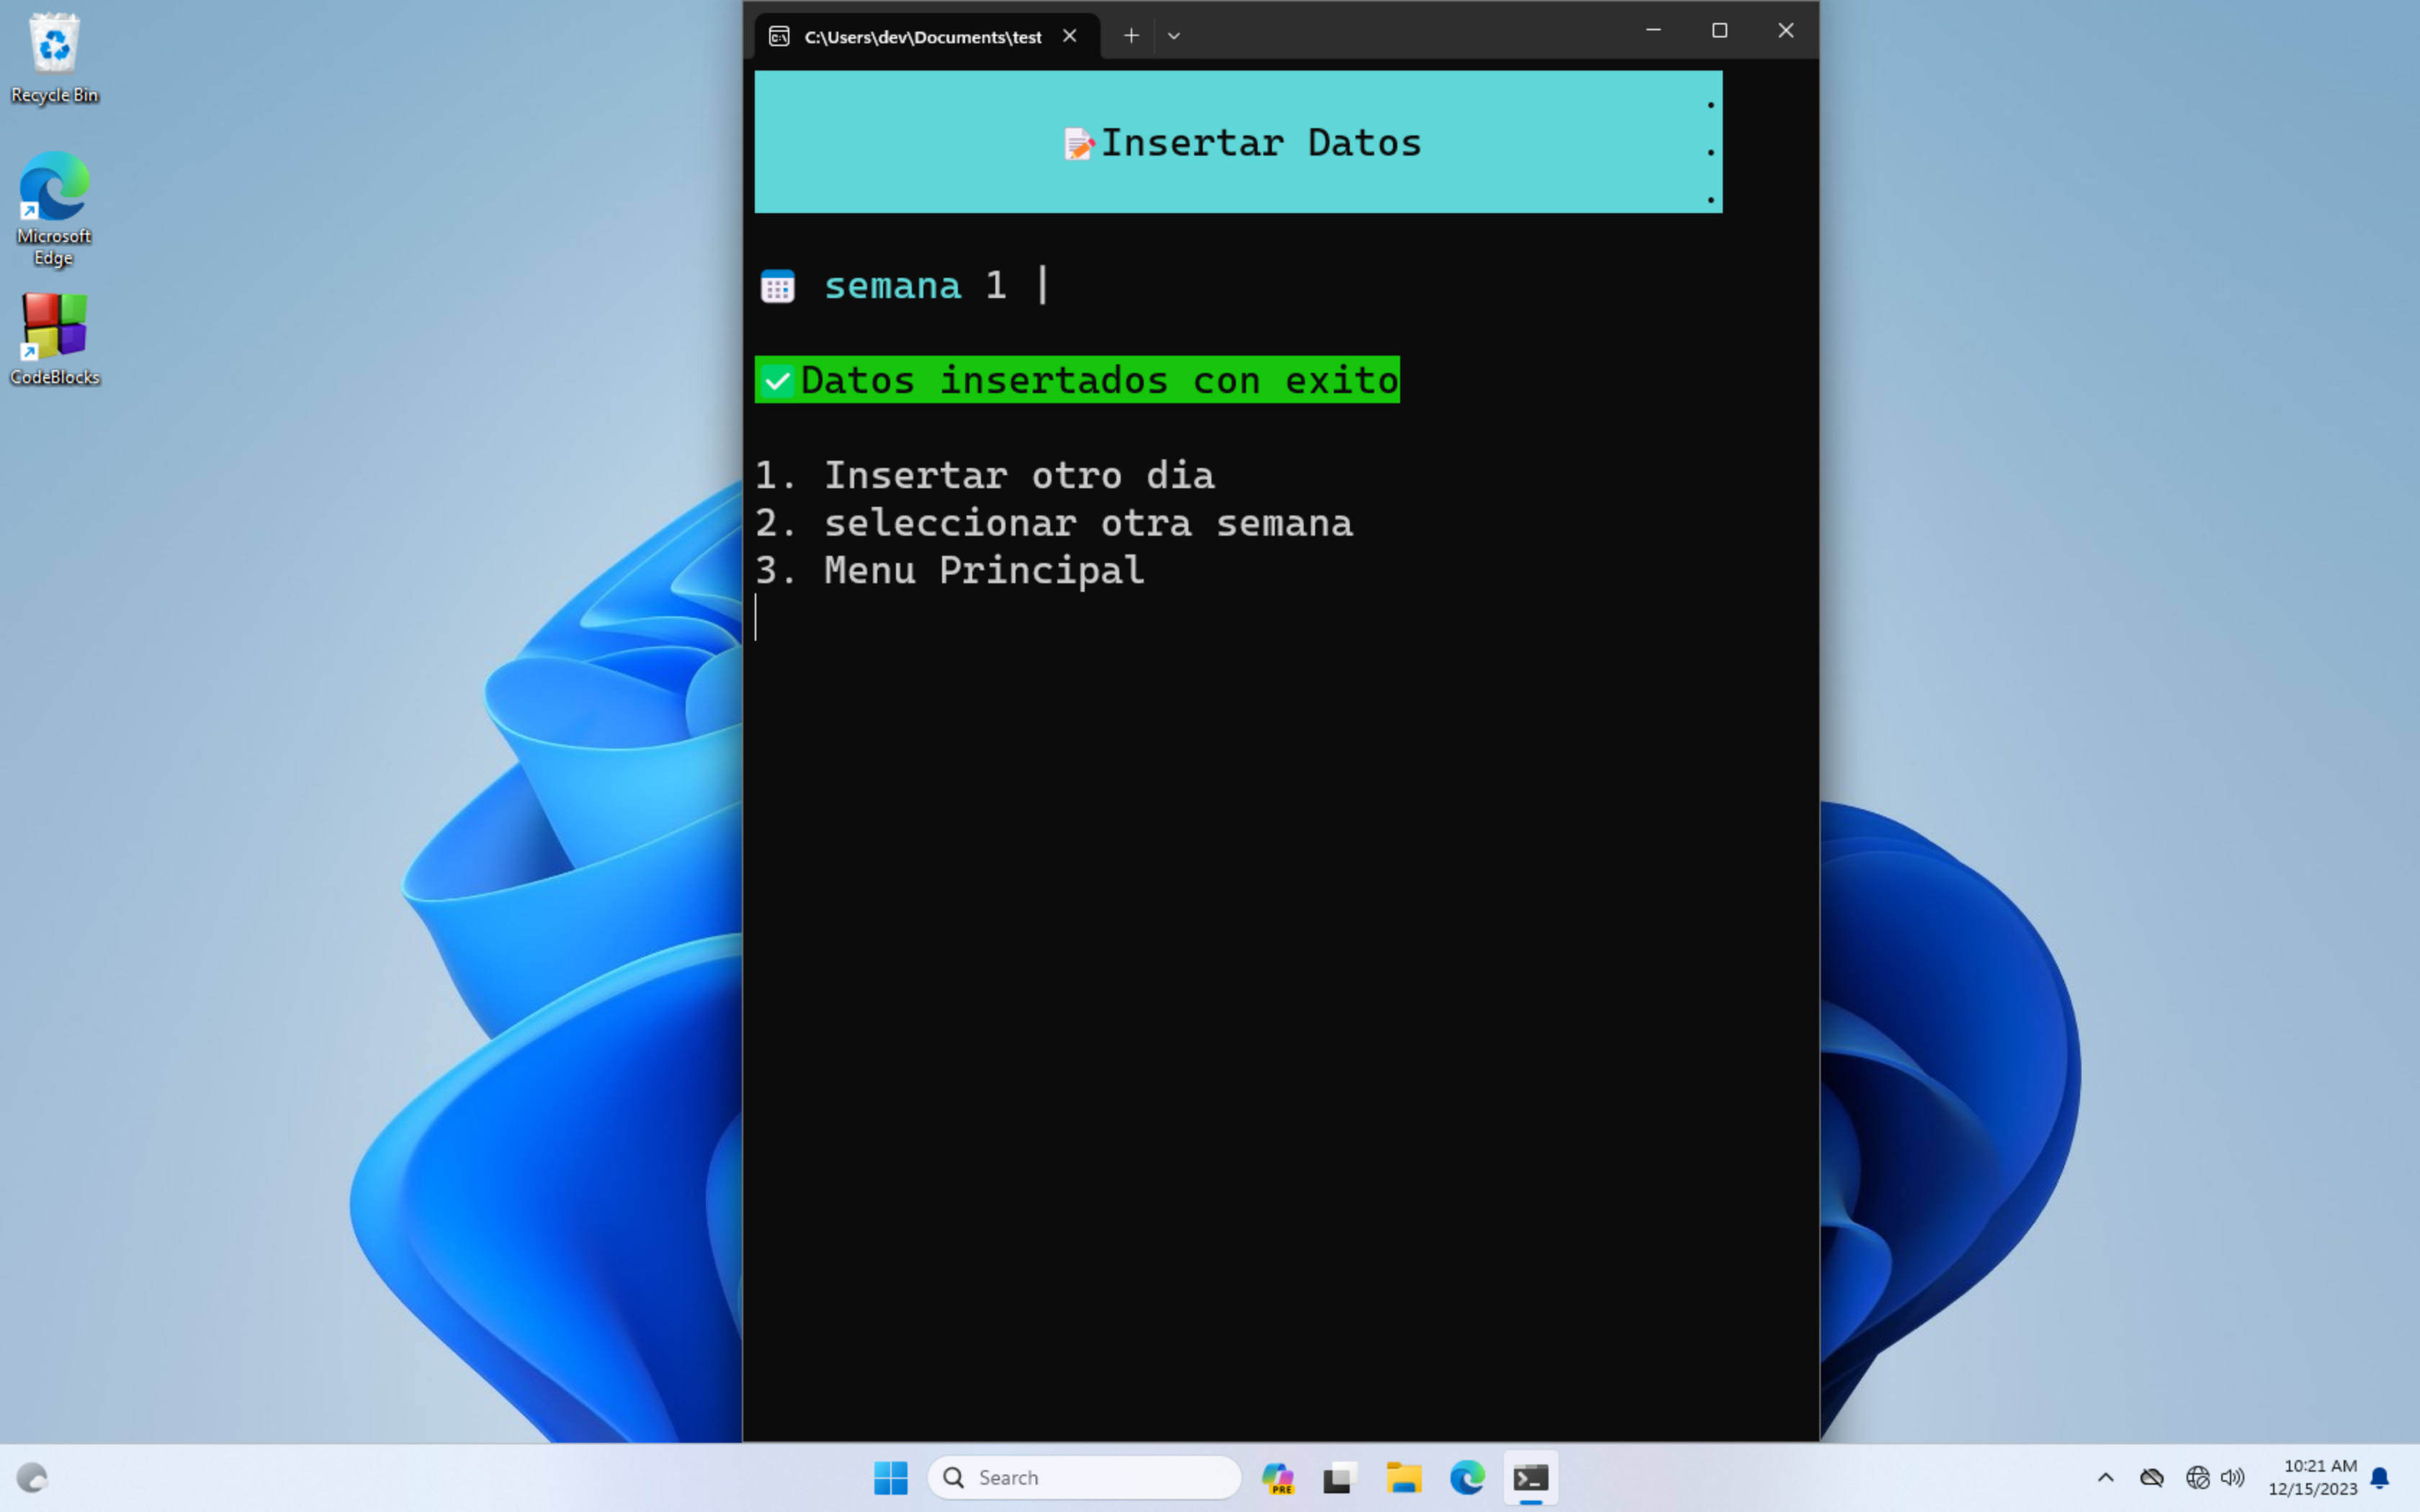 Recycle Bin
Microsoft
Edge
CodeBlocks
C:\Users\dev\Documents\test
.
📝Insertar Datos
.
.
semana 1 |
✅Datos insertados con exito
1. Insertar otro dia
2. seleccionar otra semana
3. Menu Principal
Search
PRE
10:21 AM
12/15/2023